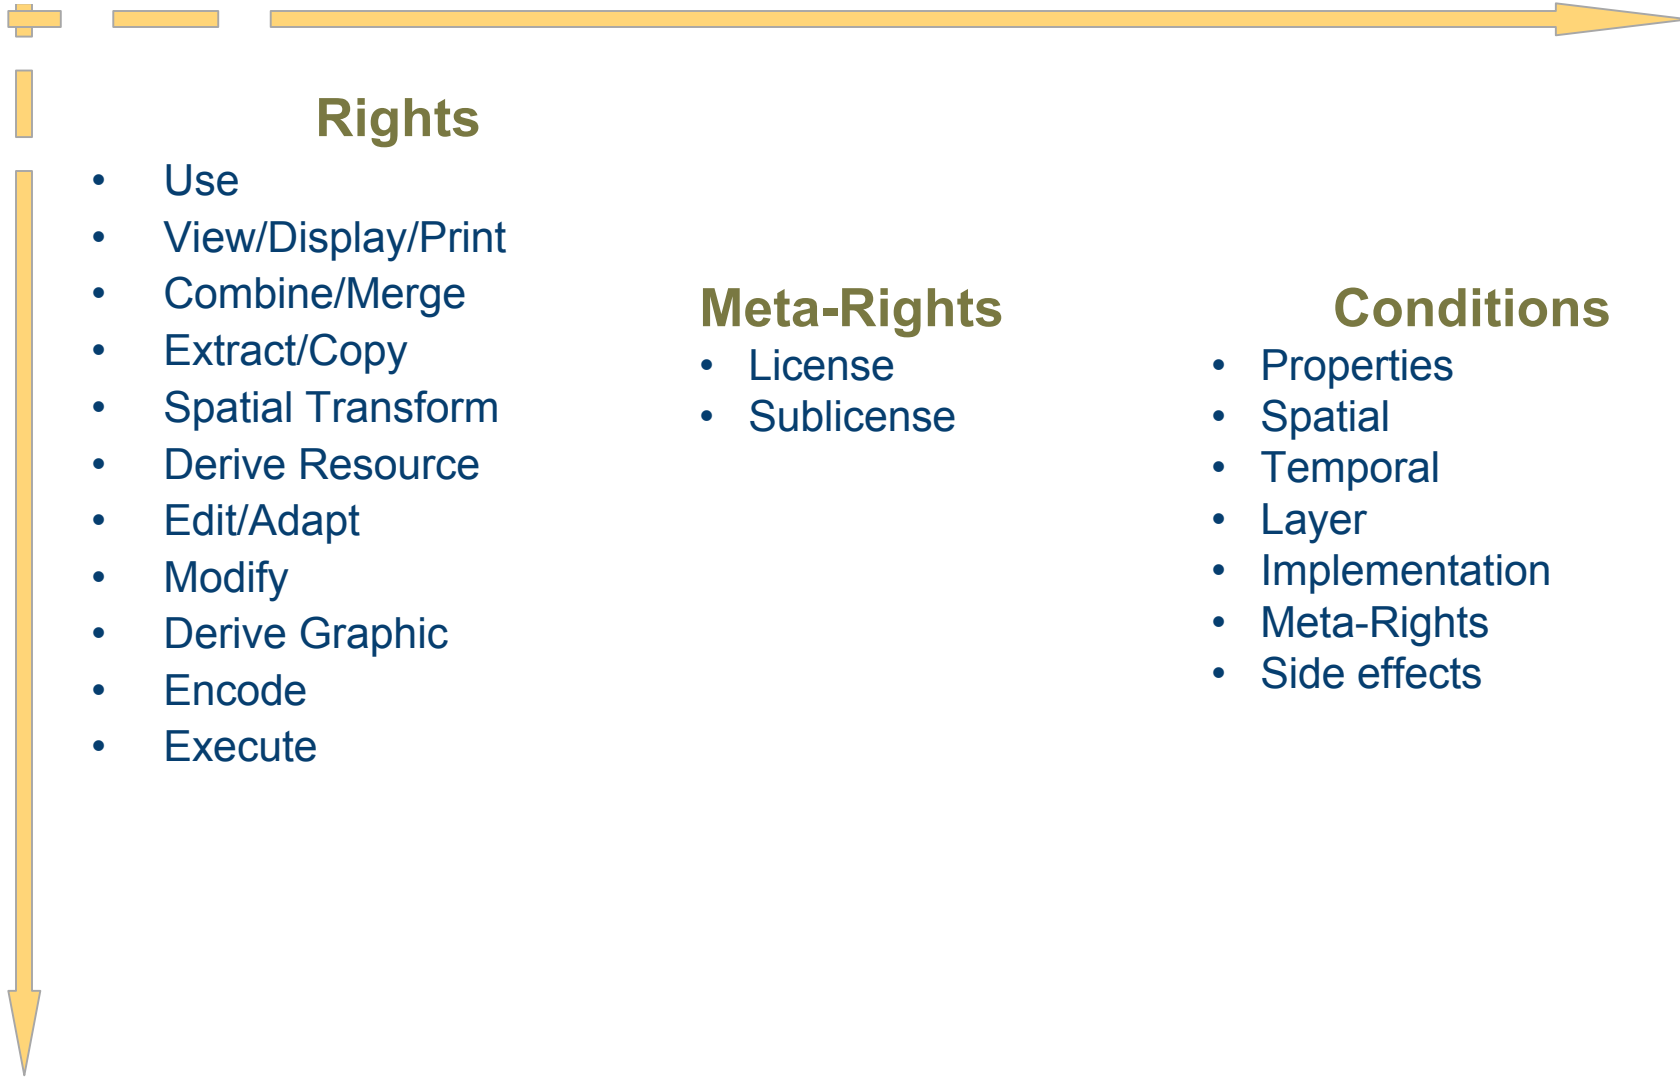 Rights
• Use
• View/Display/Print
• Combine/Merge
• Extract/Copy
• Spatial Transform
• Derive Resource
• Edit/Adapt
• Modify
• Derive Graphic
• Encode
• Execute
Meta-Rights
• License
• Sublicense
Conditions
• Properties
• Spatial
• Temporal
• Layer
• Implementation
• Meta-Rights
• Side effects